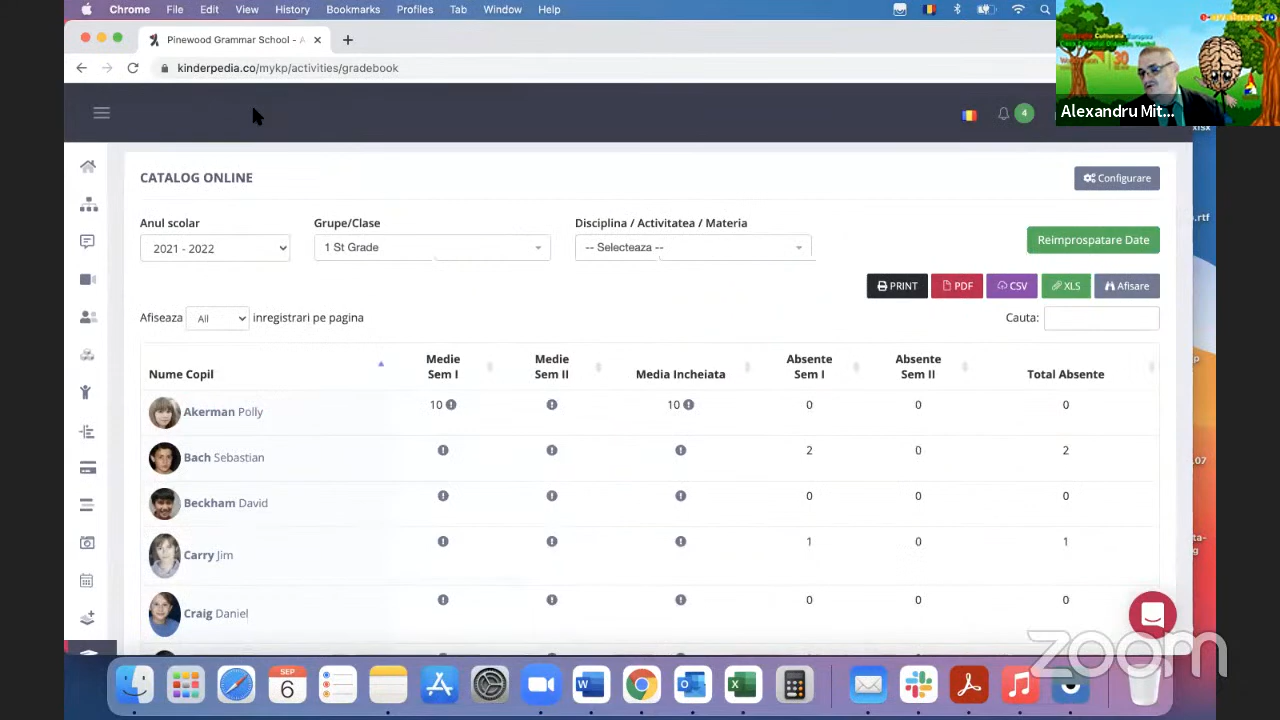 Chrome File Edit View History Bookmarks Profiles Tab Window Help
Pinewood Grammar School - A
kinderpedia.co/mykp/activities/gradebook
Alexandru Mit...
4
CATALOG ONLINE
Configurare
Anul scolar Grupe/Clase Disciplina / Activitatea / Materia
2021 - 2022 1 St Grade -- Selecteaza --
Reimprospatare Date
PRINT PDF CSV XLS Afisare
Afiseaza All inregistrari pe pagina Cauta:
Nume Copil Medie Sem I Medie Sem II Media Incheiata Absente Sem I Absente Sem II Total Absente
Akerman Polly 10 10 0 0 0
Bach Sebastian 2 0 2
Beckham David 0 0 0
Carry Jim 1 0 1
Craig Daniel 0 0 0
.rtf
zoom
SEP
6